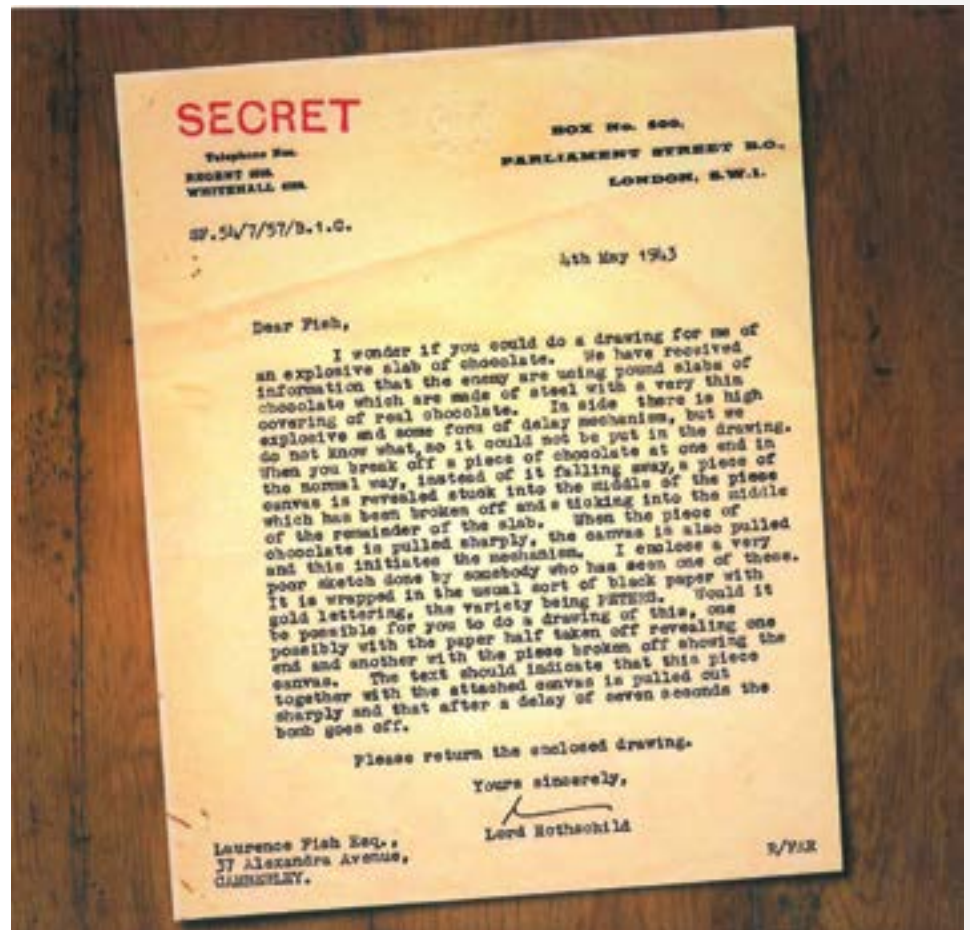 SECRET
BOX No. 500,
Telephone Nos.
PARLIAMENT STREET B.O.,
REGENT
WHITEHALL
LONDON, S.W.1.
SF.54/7/57/B.1.C.
4th May 1943
Dear Fish,
I wonder if you could do a drawing for me of
an explosive slab of chocolate. We have received
information that the enemy are using pound slabs of
chocolate which are made of steel with a very thin
covering of real chocolate. In side there is high
explosive and some form of delay mechanism, but we
do not know what, so it could not be put in the drawing.
When you break off a piece of chocolate at one end in
the normal way, instead of it falling away, a piece of
canvas is revealed stuck into the middle of the piece
which has been broken off and sticking into the middle
of the remainder of the slab. When the piece of
chocolate is pulled sharply, the canvas is also pulled
and this initiates the mechanism. I enclose a very
poor sketch done by somebody who has seen one of these.
It is wrapped in the usual sort of black paper with
gold lettering, the variety being PETERS. Would it
be possible for you to do a drawing of this, one
possibly with the paper half taken off revealing one
end and another with the piece broken off showing the
canvas. The text should indicate that this piece
together with the attached canvas is pulled out
sharply and that after a delay of seven seconds the
bomb goes off.
Please return the enclosed drawing.
Yours sincerely,
Lord Rothschild
Laurence Fish Esq.,
37 Alexandra Avenue,
CAMBERLEY.